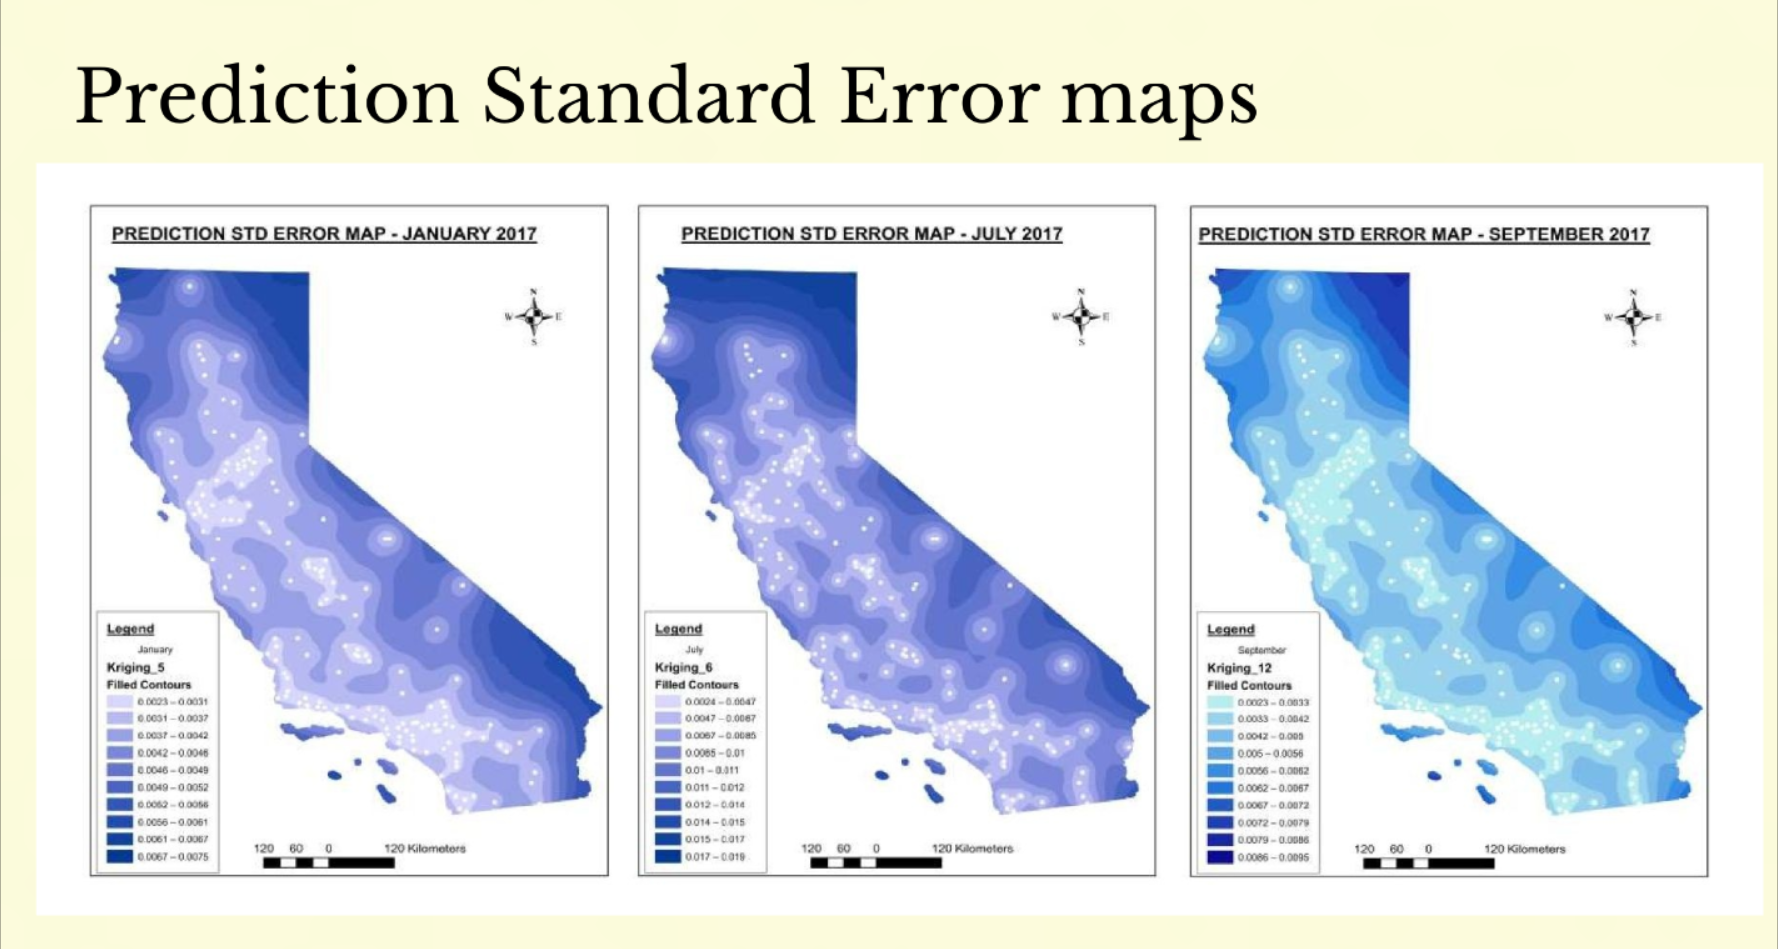 Prediction Standard Error maps
PREDICTION STD ERROR MAP - JANUARY 2017
N
W E
S
Legend
January
Kriging_5
Filled Contours
0.0023 – 0.0031
0.0031 – 0.0037
0.0037 – 0.0042
0.0042 – 0.0046
0.0046 – 0.0049
0.0049 – 0.0052
0.0052 – 0.0056
0.0056 – 0.0061
0.0061 – 0.0067
0.0067 – 0.0075
120 60 0 120 Kilometers
PREDICTION STD ERROR MAP - JULY 2017
N
W E
S
Legend
July
Kriging_6
Filled Contours
0.0024 – 0.0047
0.0047 – 0.0067
0.0067 – 0.0085
0.0085 – 0.01
0.01 – 0.011
0.011 – 0.012
0.012 – 0.014
0.014 – 0.015
0.015 – 0.017
0.017 – 0.019
120 60 0 120 Kilometers
PREDICTION STD ERROR MAP - SEPTEMBER 2017
N
W E
S
Legend
September
Kriging_12
Filled Contours
0.0023 – 0.0033
0.0033 – 0.0042
0.0042 – 0.005
0.005 – 0.0056
0.0056 – 0.0062
0.0062 – 0.0067
0.0067 – 0.0072
0.0072 – 0.0079
0.0079 – 0.0086
0.0086 – 0.0095
120 60 0 120 Kilometers